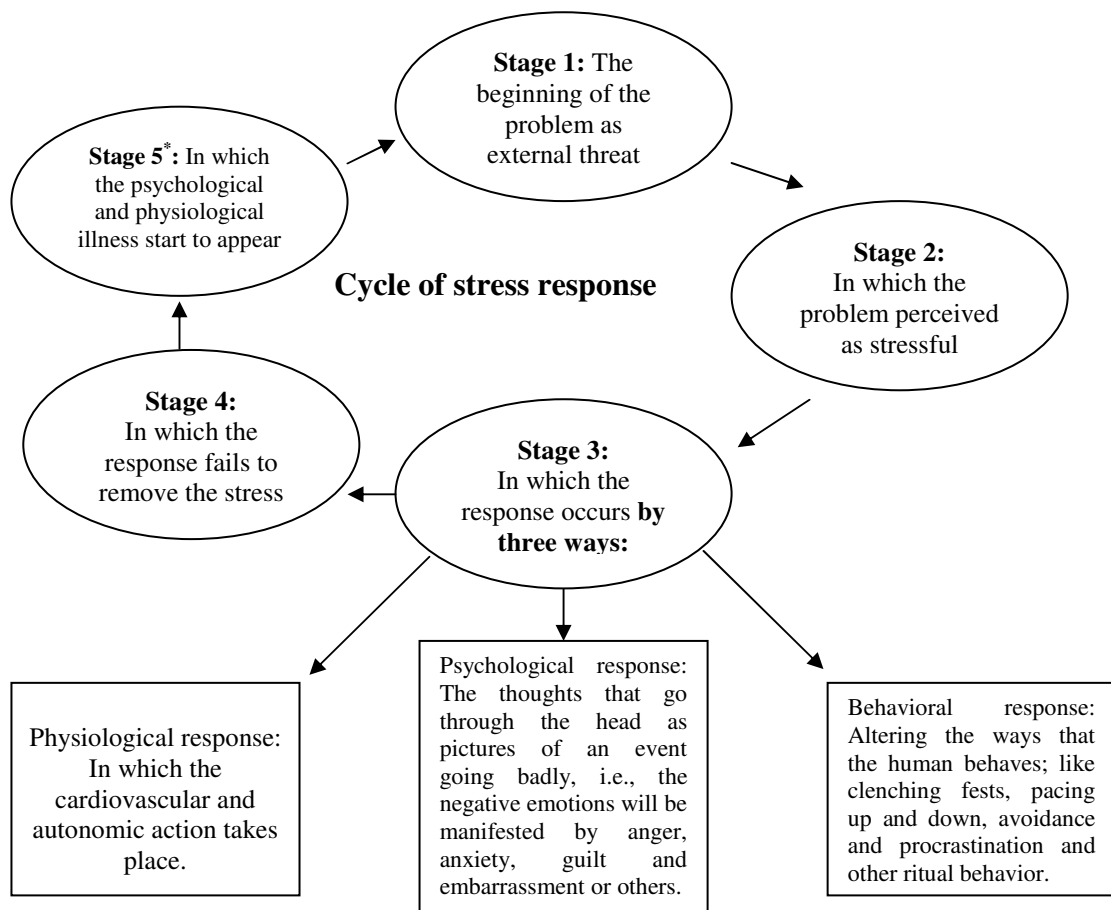 Stage 1: The
beginning of the
problem as
external threat
Stage 5*: In which
the psychological
and physiological
illness start to appear
Stage 2:
In which the
problem perceived
as stressful
Cycle of stress response
Stage 4:
In which the
response fails to
remove the stress
Stage 3:
In which the
response occurs by
three ways:
Physiological response:
In which the
cardiovascular and
autonomic action takes
place.
Psychological response:
The thoughts that go
through the head as
pictures of an event
going badly, i.e., the
negative emotions will be
manifested by anger,
anxiety, guilt and
embarrassment or others.
Behavioral response:
Altering the ways that
the human behaves; like
clenching fests, pacing
up and down, avoidance
and procrastination and
other ritual behavior.